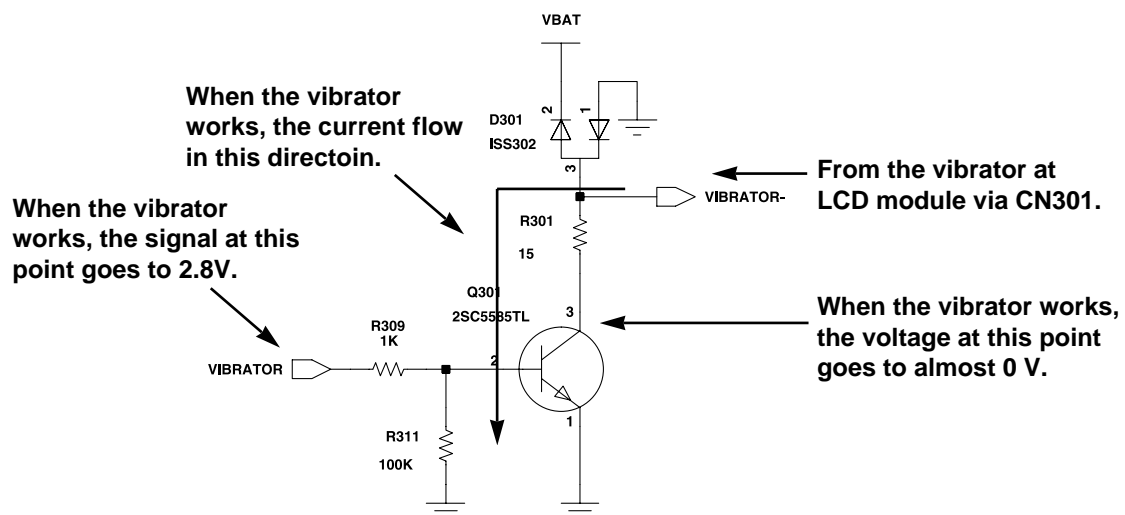 VBAT
When the vibrator
works, the current flow
in this directoin.
D301
ISS302
2
1
3
From the vibrator at
LCD module via CN301.
VIBRATOR-
When the vibrator
works, the signal at this
point goes to 2.8V.
R301
15
Q301
2SC5585TL
3
When the vibrator works,
the voltage at this point
goes to almost 0 V.
R309
1K
VIBRATOR
2
1
R311
100K